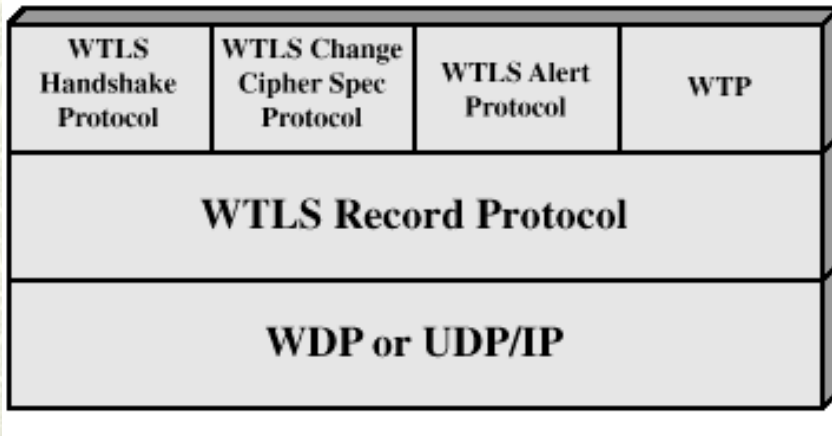 WTLS
Handshake
Protocol
WTLS Change
Cipher Spec
Protocol
WTLS Alert
Protocol
WTP
WTLS Record Protocol
WDP or UDP/IP